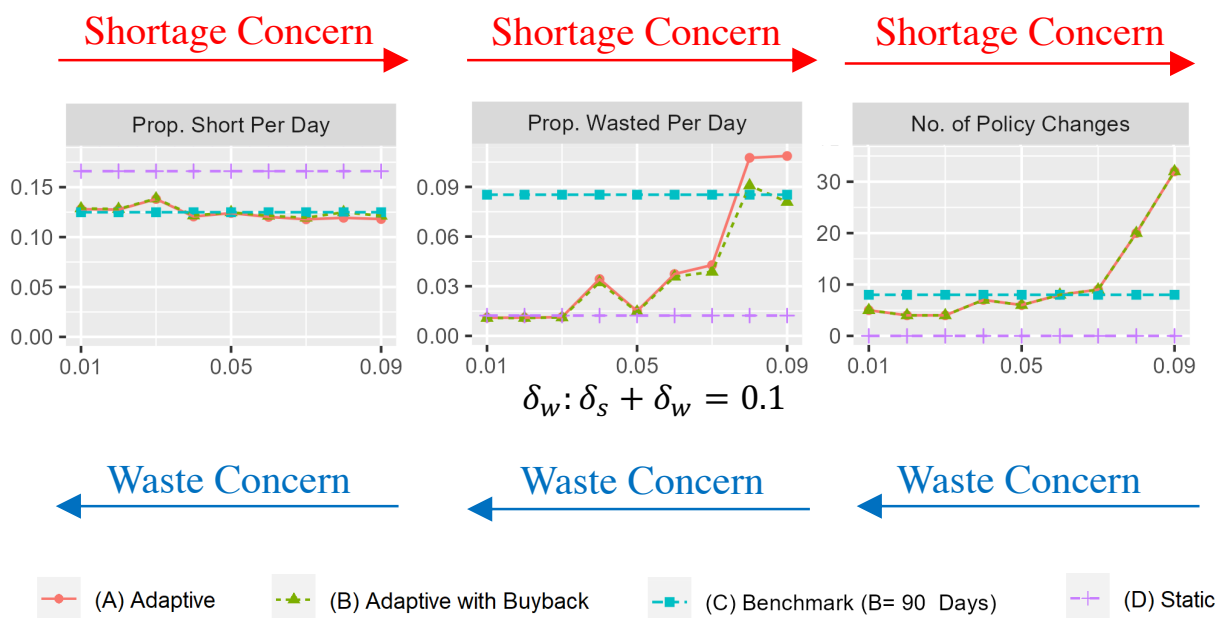 Shortage Concern Shortage Concern Shortage Concern
Prop. Short Per Day Prop. Wasted Per Day No. of Policy Changes
0.15
0.10
0.05
0.00
0.01 0.05 0.09
0.09
0.06
0.03
0.00
0.01 0.05 0.09
30
20
10
0
0.01 0.05 0.09
δ_w: δ_s + δ_w = 0.1
Waste Concern Waste Concern Waste Concern
(A) Adaptive (B) Adaptive with Buyback (C) Benchmark (B= 90 Days) (D) Static